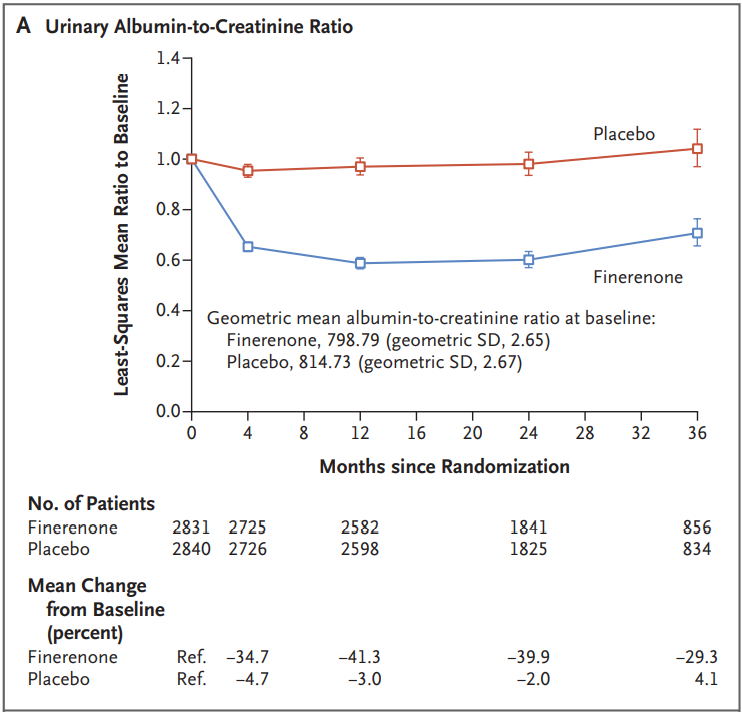 A Urinary Albumin-to-Creatinine Ratio
Least-Squares Mean Ratio to Baseline
1.4
1.2
1.0
0.8
0.6
0.4
0.2
0.0
Placebo
Finerenone
Geometric mean albumin-to-creatinine ratio at baseline:
Finerenone, 798.79 (geometric SD, 2.65)
Placebo, 814.73 (geometric SD, 2.67)
0 4 8 12 16 20 24 28 32 36
Months since Randomization
No. of Patients
Finerenone 2831 2725 2582 1841 856
Placebo 2840 2726 2598 1825 834
Mean Change
from Baseline
(percent)
Finerenone Ref. −34.7 −41.3 −39.9 −29.3
Placebo Ref. −4.7 −3.0 −2.0 4.1